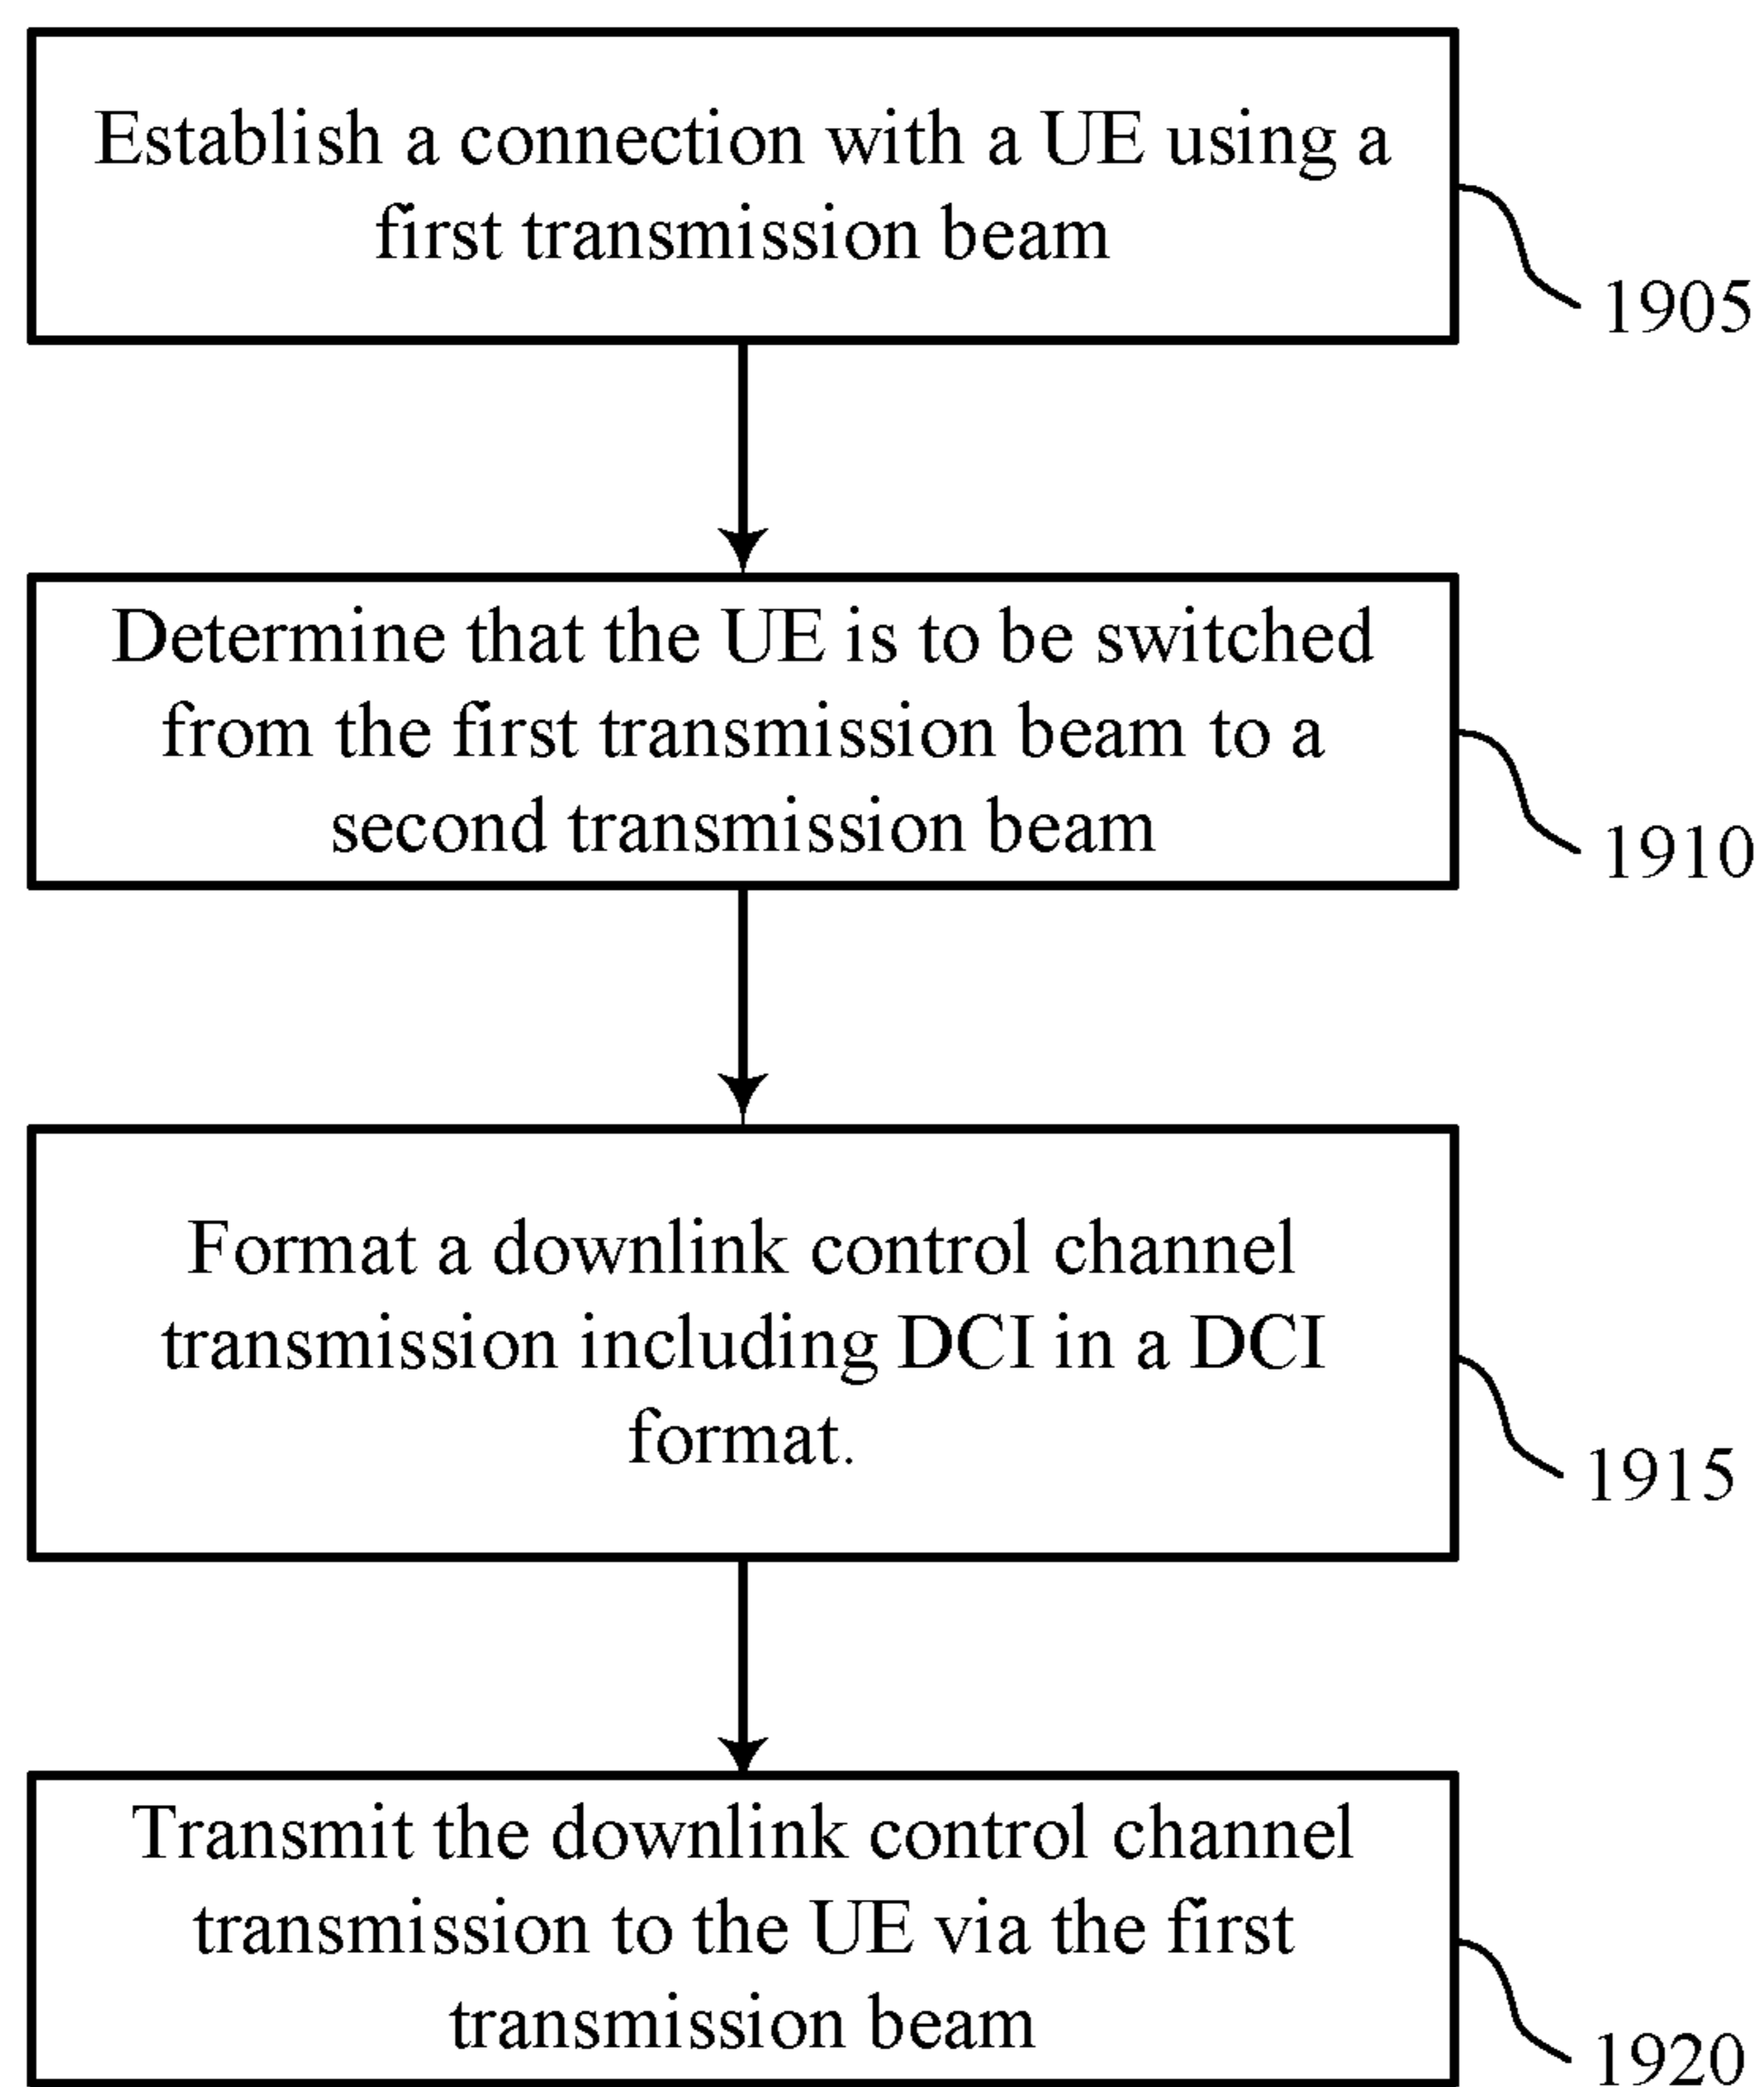 Establish a connection with a UE using a
first transmission beam
1905
Determine that the UE is to be switched
from the first transmission beam to a
second transmission beam
1910
Format a downlink control channel
transmission including DCI in a DCI
format.
1915
Transmit the downlink control channel
transmission to the UE via the first
transmission beam
1920